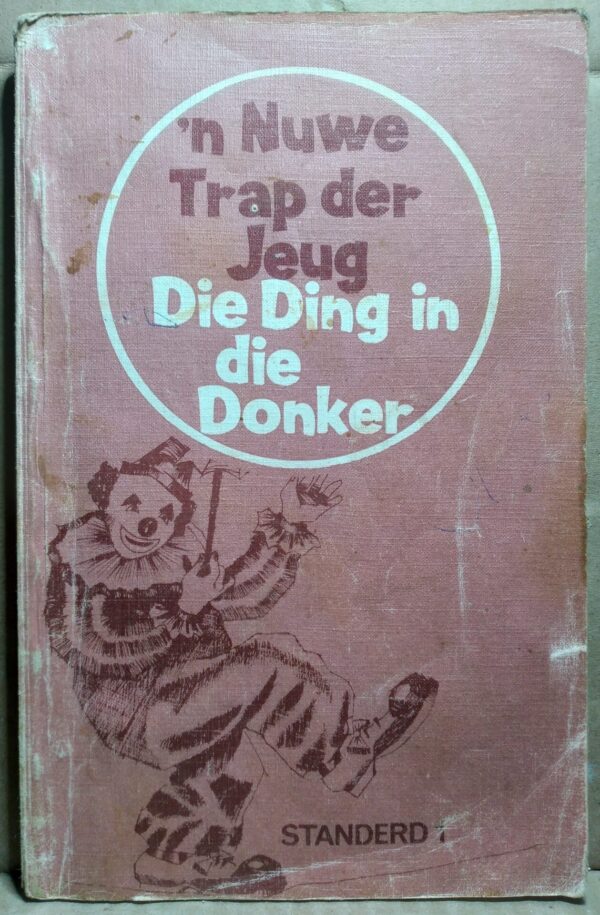 'n Nuwe
Trap der
Jeug
Die Ding in
die
Donker
STANDERD 1